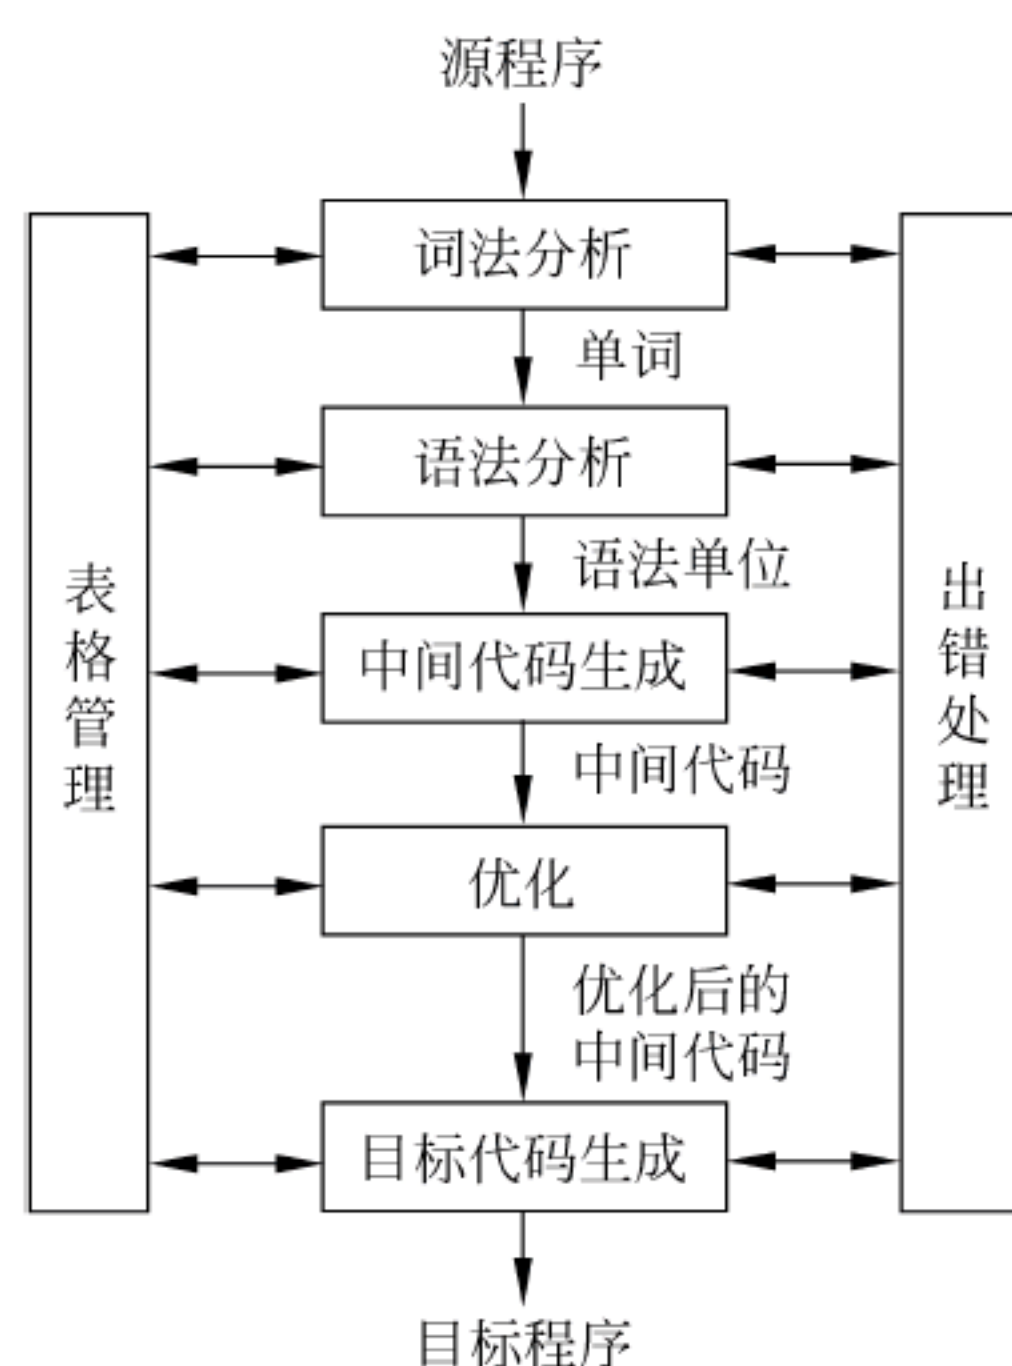 源程序
词法分析
单词
语法分析
语法单位
中间代码生成
中间代码
优化
优化后的
中间代码
目标代码生成
目标程序
表格管理
出错处理